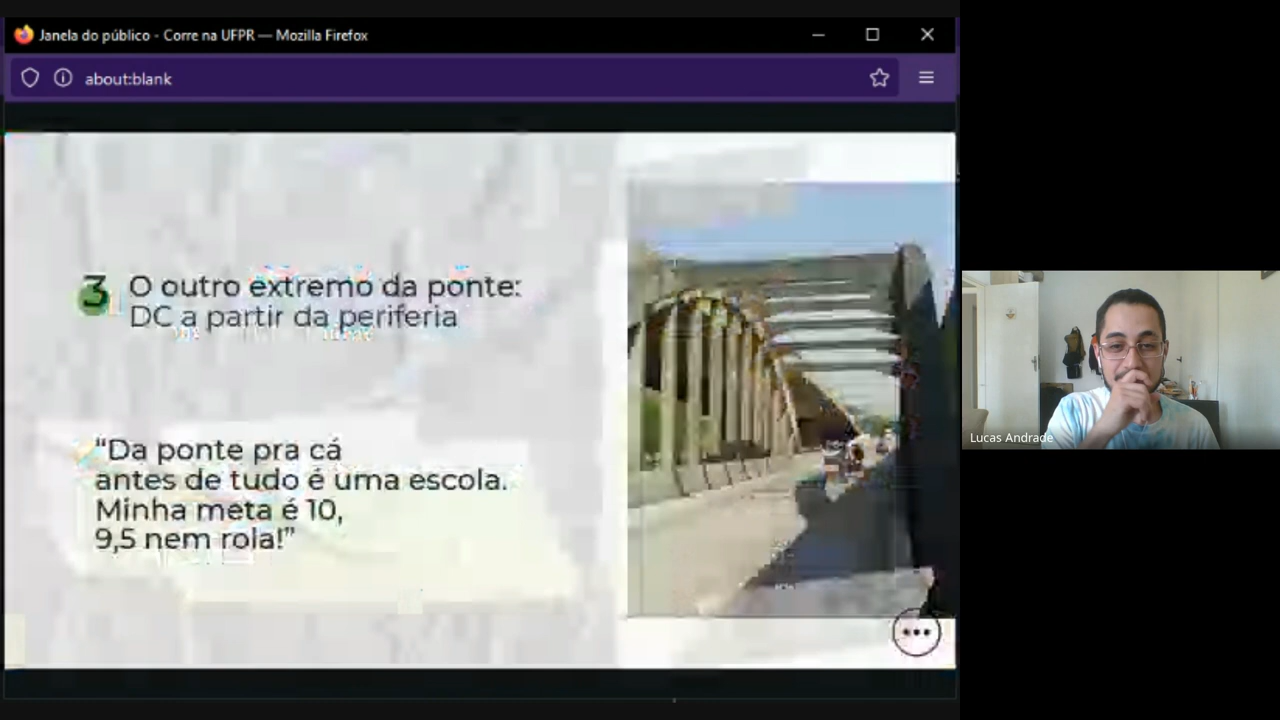 Janela do público - Corre na UFPR — Mozilla Firefox
about:blank
3 O outro extremo da ponte:
DC a partir da periferia
“Da ponte pra cá
antes de tudo é uma escola.
Minha meta é 10,
9,5 nem rola!”
Lucas Andrade